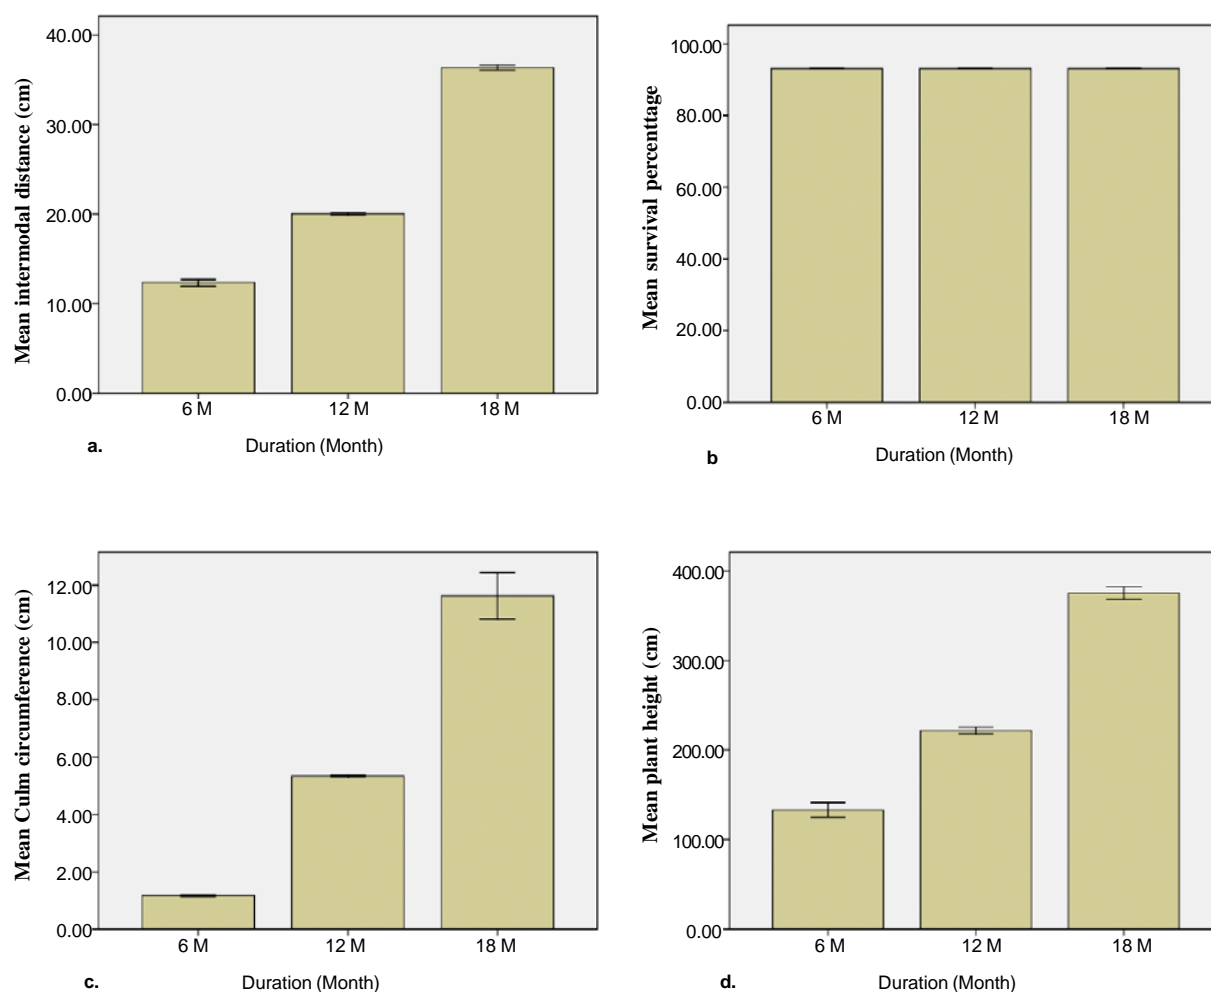 Mean intermodal distance (cm)
40.00
30.00
20.00
10.00
0.00
6 M 12 M 18 M
a. Duration (Month)
Mean survival percenttage
100.00
80.00
60.00
40.00
20.00
0.00
6 M 12 M 18 M
b Duration (Month)
Mean Culm circumference (cm)
12.00
10.00
8.00
6.00
4.00
2.00
0.00
6 M 12 M 18 M
c. Duration (Month)
Mean plant height (cm)
400.00
300.00
200.00
100.00
0.00
6 M 12 M 18 M
d. Duration (Month)